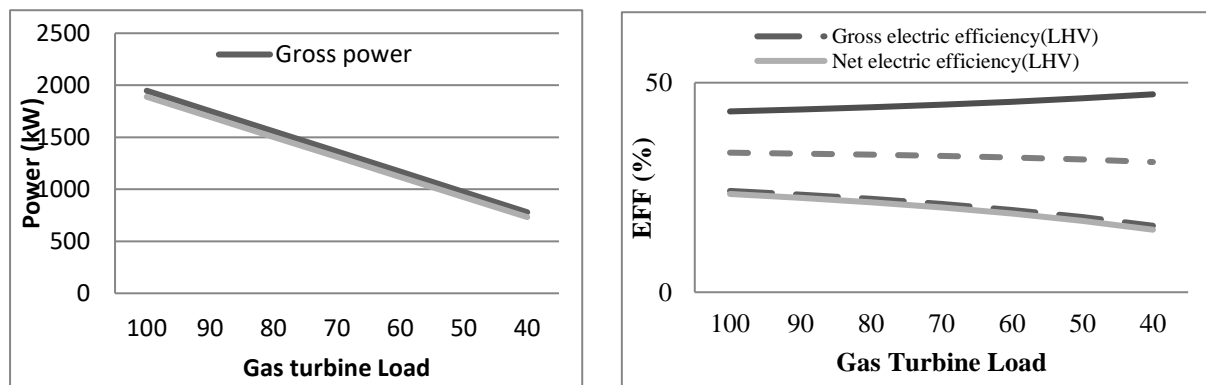 2500
2000
1500
1000
500
0
Power (kW)
Gross power
100 90 80 70 60 50 40
Gas turbine Load
Gross electric efficiency(LHV)
Net electric efficiency(LHV)
50
0
EFF (%)
100 90 80 70 60 50 40
Gas Turbine Load